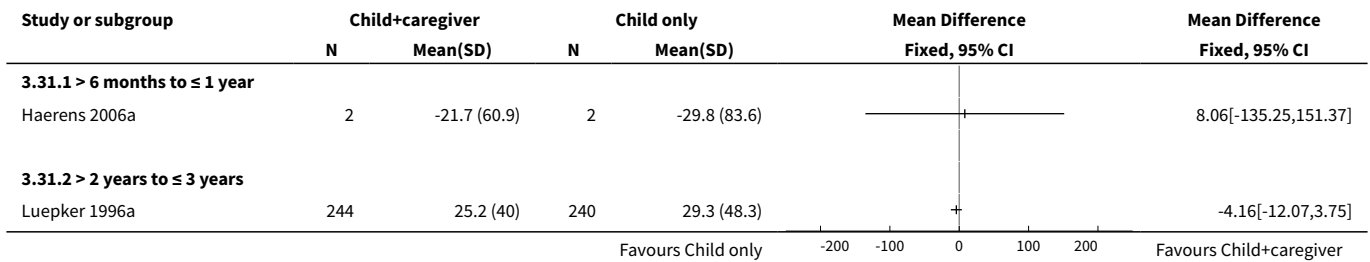 Study or subgroup Child+caregiver Child only Mean Difference Mean Difference
N Mean(SD) N Mean(SD) Fixed, 95% CI Fixed, 95% CI
3.31.1 > 6 months to ≤ 1 year
Haerens 2006a 2 -21.7 (60.9) 2 -29.8 (83.6) 8.06[-135.25,151.37]
3.31.2 > 2 years to ≤ 3 years
Luepker 1996a 244 25.2 (40) 240 29.3 (48.3) -4.16[-12.07,3.75]
Favours Child only -200 -100 0 100 200 Favours Child+caregiver